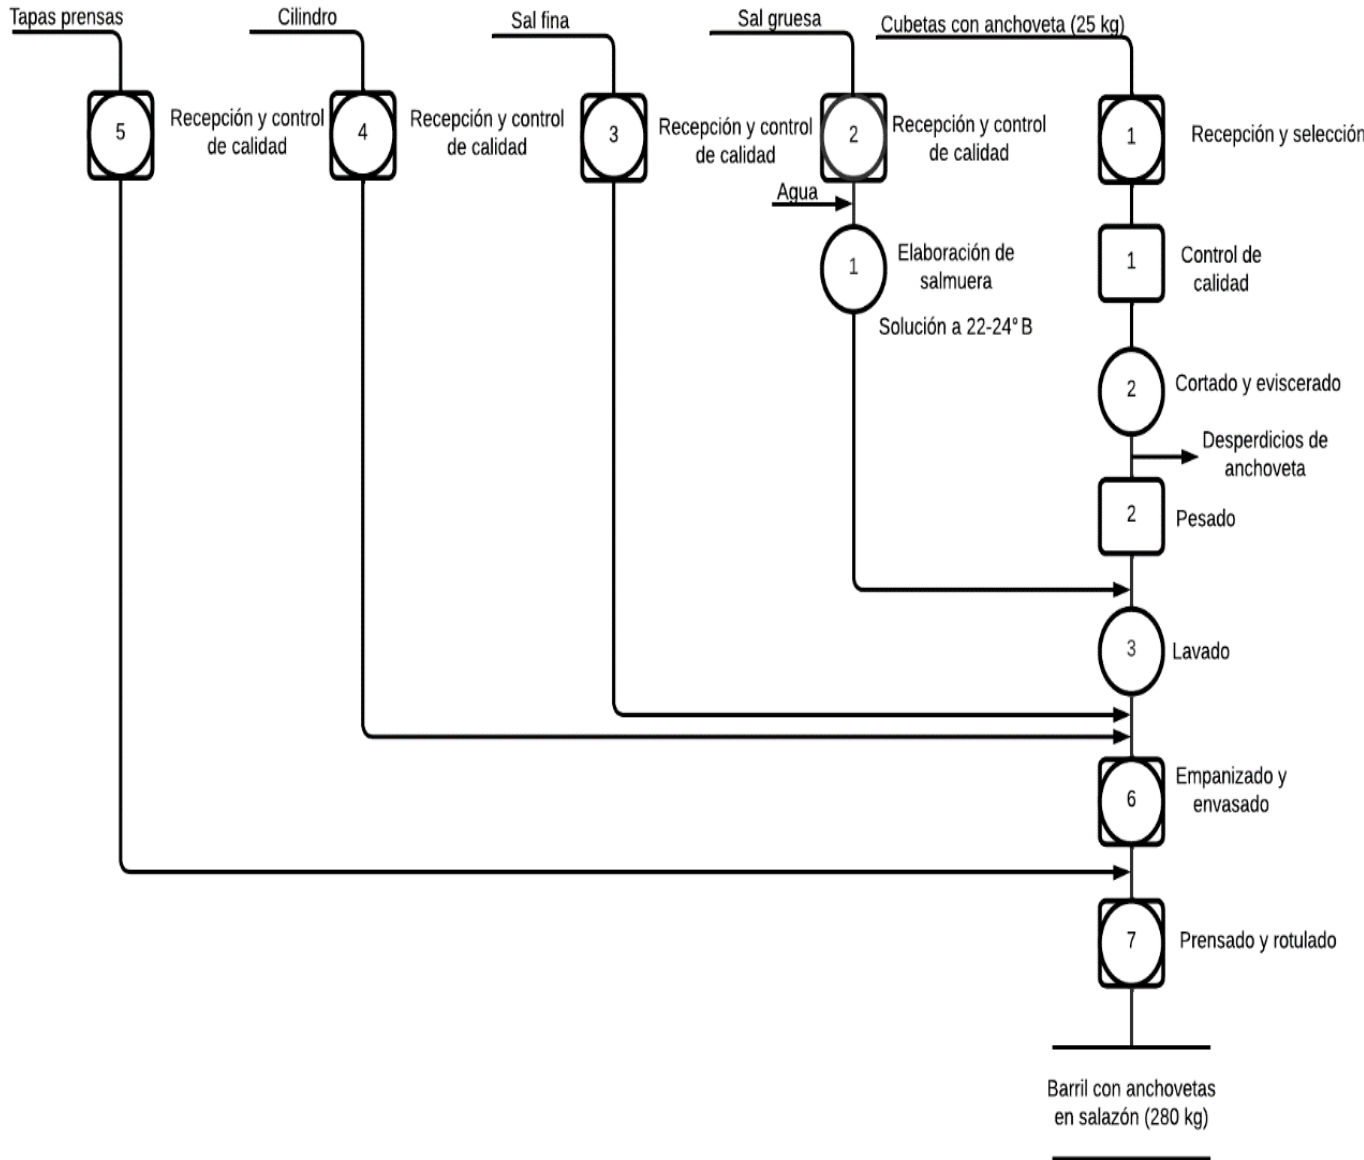 Tapas prensas
Cilindro
Sal fina
Sal gruesa
Cubetas con anchoveta (25 kg)
5
Recepción y control
de calidad
4
Recepción y control
de calidad
3
Recepción y control
de calidad
2
Recepción y control
de calidad
1
Recepción y selección
Agua
1
Elaboración de
salmuera
Solución a 22-24° B
1
Control de
calidad
2
Cortado y eviscerado
Desperdicios de
anchoveta
2
Pesado
3
Lavado
6
Empanizado y
envasado
7
Prensado y rotulado
Barril con anchovetas
en salazón (280 kg)